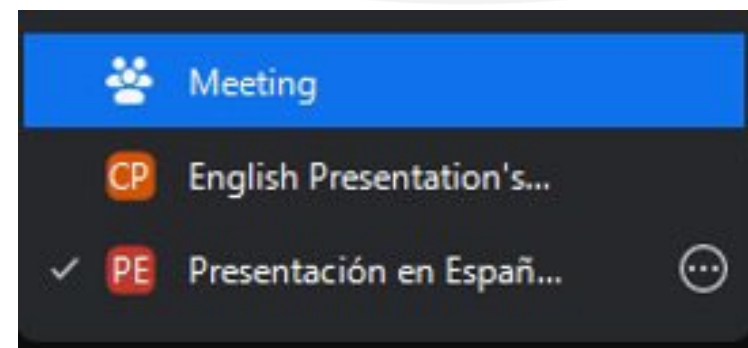 Meeting
CP English Presentation's...
PE Presentación en Españ...